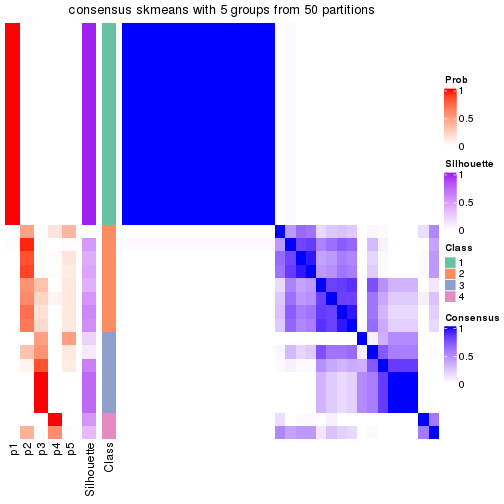 consensus skmeans with 5 groups from 50 partitions
Prob
1
0.5
0
Silhouette
1
0.5
0
Class
1
2
3
4
Consensus
1
0.5
0
p1
p2
p3
p4
p5
Silhouette
Class